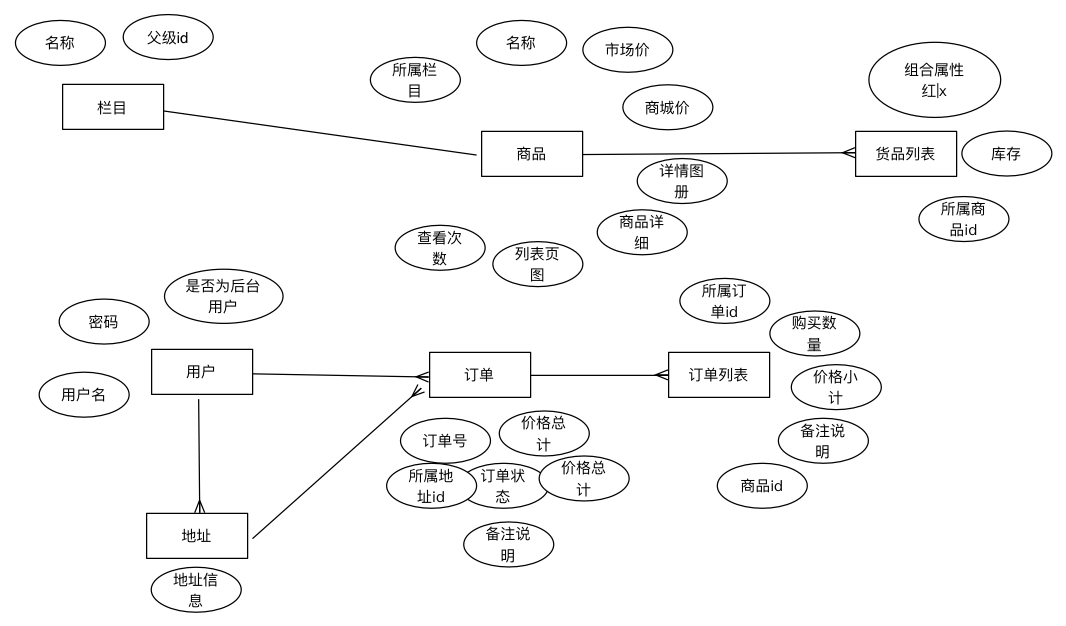 名称
父级id
栏目
所属栏
目
名称
市场价
商城价
商品
详情图
册
商品详
细
查看次
数
列表页
图
组合属性
红|x
货品列表
库存
所属商
品id
是否为后台
用户
密码
用户
用户名
地址
地址信
息
订单
订单号
价格总
计
所属地
址id
订单状
态
价格总
计
备注说
明
所属订
单id
购买数
量
订单列表
价格小
计
备注说
明
商品id